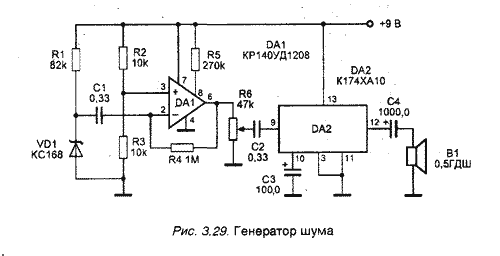 +9 В
R1
82k
R2
10k
R5
270k
DA1
КР140УД1208
DA2
К174ХА10
C1
0,33
3
+
7
8
DA1
6
2
−
4
R6
47k
13
C4
1000,0
+
9
DA2
12
C2
0,33
10
3
11
VD1
КС168
R3
10k
R4 1M
+
C3
100,0
B1
0,5ГДШ
Рис. 3.29. Генератор шума